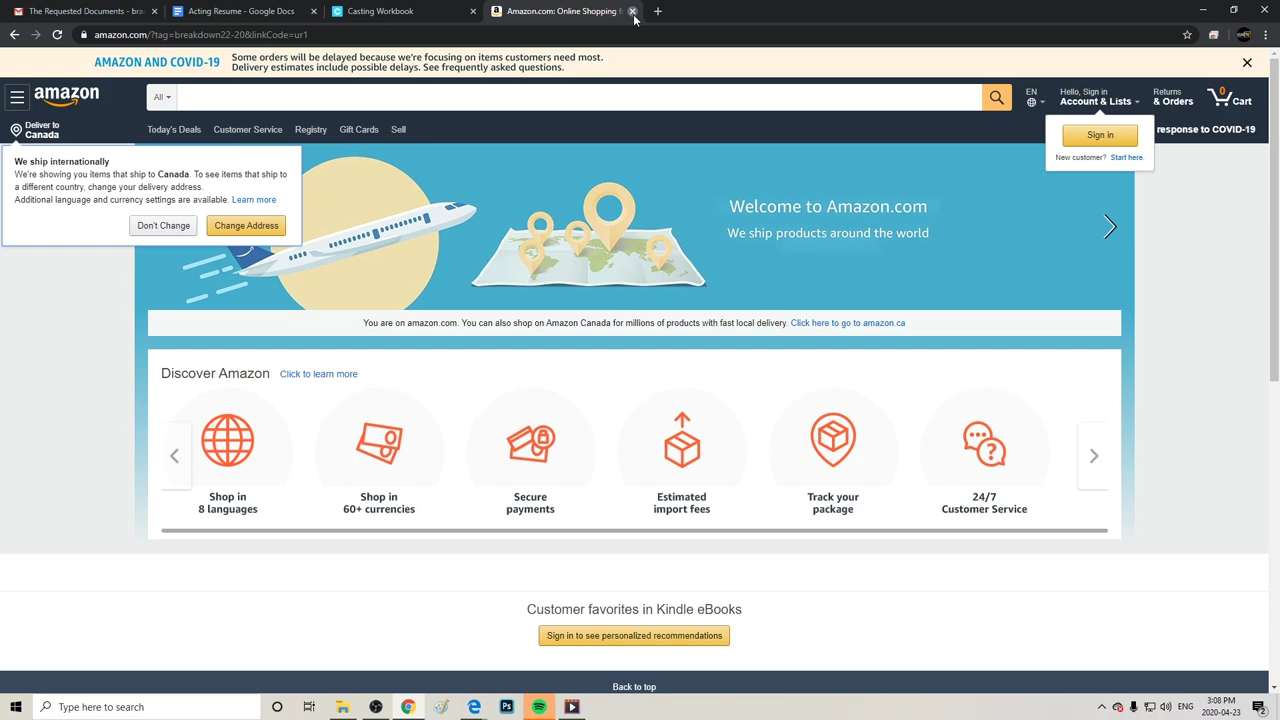 The Requested Documents - bra
Acting Resume - Google Docs
Casting Workbook
Amazon.com: Online Shopping f
amazon.com/?tag=breakdown22-20&linkCode=ur1
AMAZON AND COVID-19
Some orders will be delayed because we're focusing on items customers need most.
Delivery estimates include possible delays. See frequently asked questions.
amazon
All
EN
Hello, Sign in
Account & Lists
Returns
& Orders
0
Cart
Deliver to
Canada
Today's Deals
Customer Service
Registry
Gift Cards
Sell
response to COVID-19
Sign in
New customer? Start here.
We ship internationally
We're showing you items that ship to Canada. To see items that ship to
a different country, change your delivery address.
Additional language and currency settings are available. Learn more
Don't Change
Change Address
Welcome to Amazon.com
We ship products around the world
You are on amazon.com. You can also shop on Amazon Canada for millions of products with fast local delivery. Click here to go to amazon.ca
Discover Amazon
Click to learn more
Shop in
8 languages
Shop in
60+ currencies
Secure
payments
Estimated
import fees
Track your
package
24/7
Customer Service
Customer favorites in Kindle eBooks
Sign in to see personalized recommendations
Back to top
Type here to search
Ps
3:08 PM
2020-04-23
2